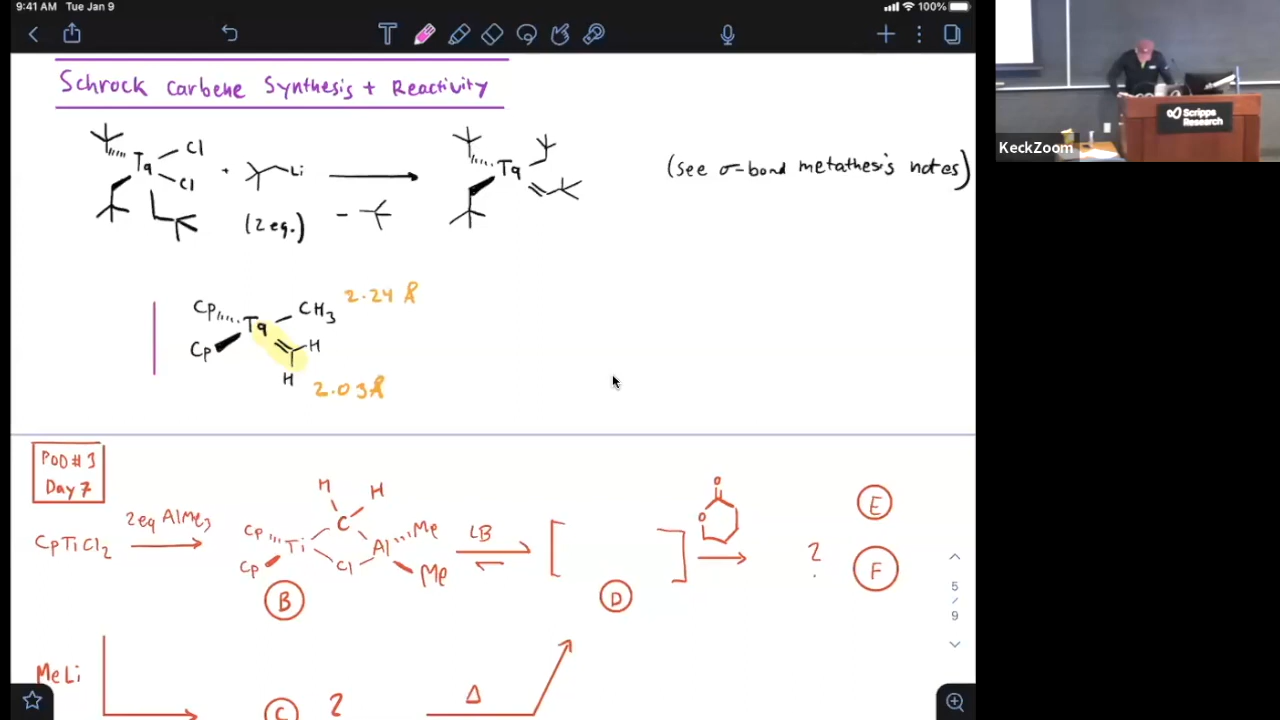 9:41 AM Tue Jan 9
100%
Schrock Carbene Synthesis + Reactivity
Ta
Cl
Cl
+
Li
(2 eq.)
-
Ta
(see σ-bond metathesis notes)
Cp
Ta
CH3
2.24 Å
Cp
H
H
2.03 Å
POD# 1
Day 7
CpTiCl2
2eq AlMe3
H
H
C
Cp
Ti
Al
Me
Cp
Cl
Me
B
LB
[ ]
D
O
O
?
E
F
MeLi
C
?
Δ
5
/
9
Scripps
Research
KeckZoom